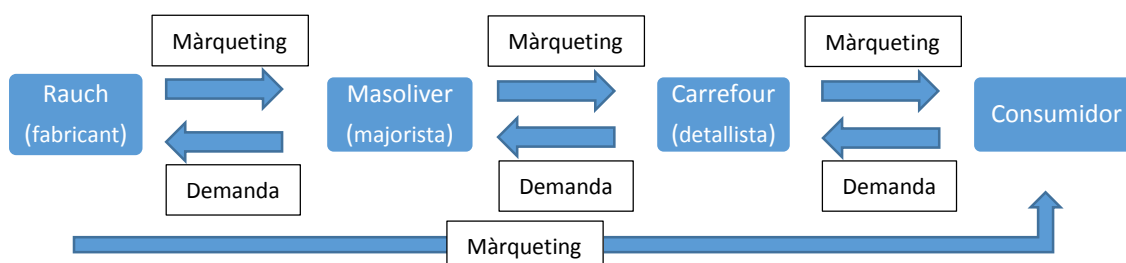 Màrqueting
Màrqueting
Màrqueting
Rauch
(fabricant)
Masoliver
(majorista)
Carrefour
(detallista)
Consumidor
Demanda
Demanda
Demanda
Màrqueting